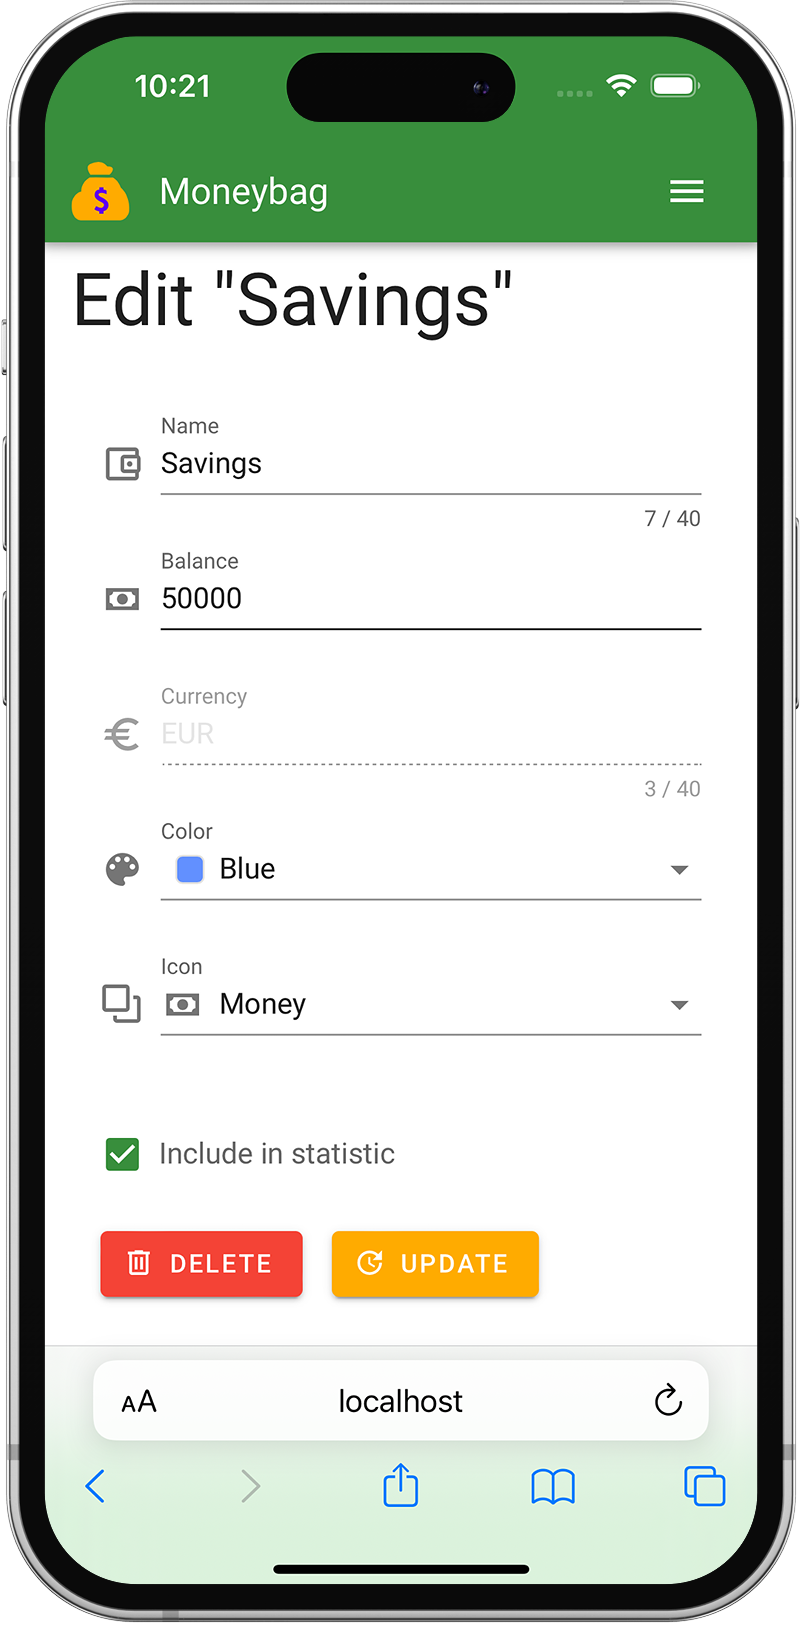 10:21
$
Moneybag
Edit "Savings"
Name
Savings
7 / 40
Balance
50000
Currency
€ EUR
3 / 40
Color
Blue
Icon
Money
Include in statistic
DELETE
UPDATE
AA localhost